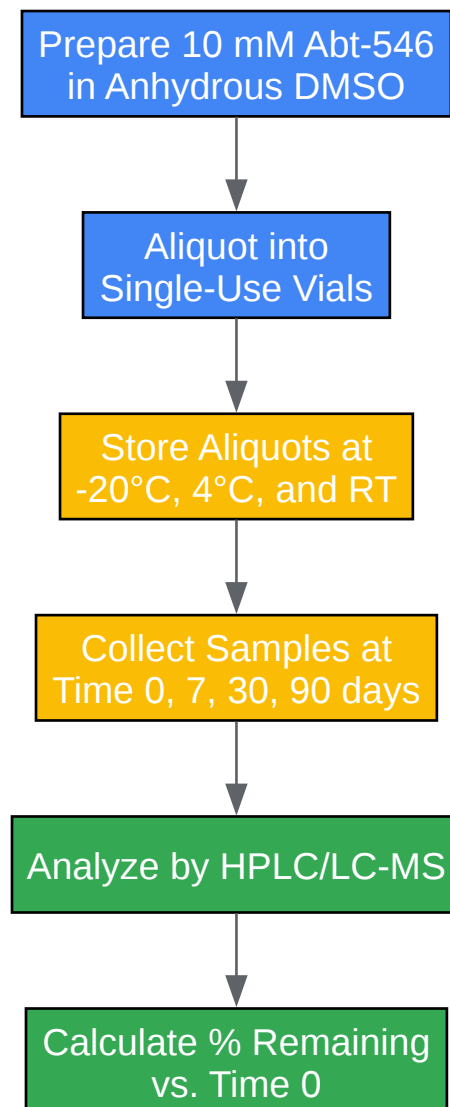 Prepare 10 mM Abt-546
in Anhydrous DMSO
Aliquot into
Single-Use Vials
Store Aliquots at
-20°C, 4°C, and RT
Collect Samples at
Time 0, 7, 30, 90 days
Analyze by HPLC/LC-MS
Calculate % Remaining
vs. Time 0